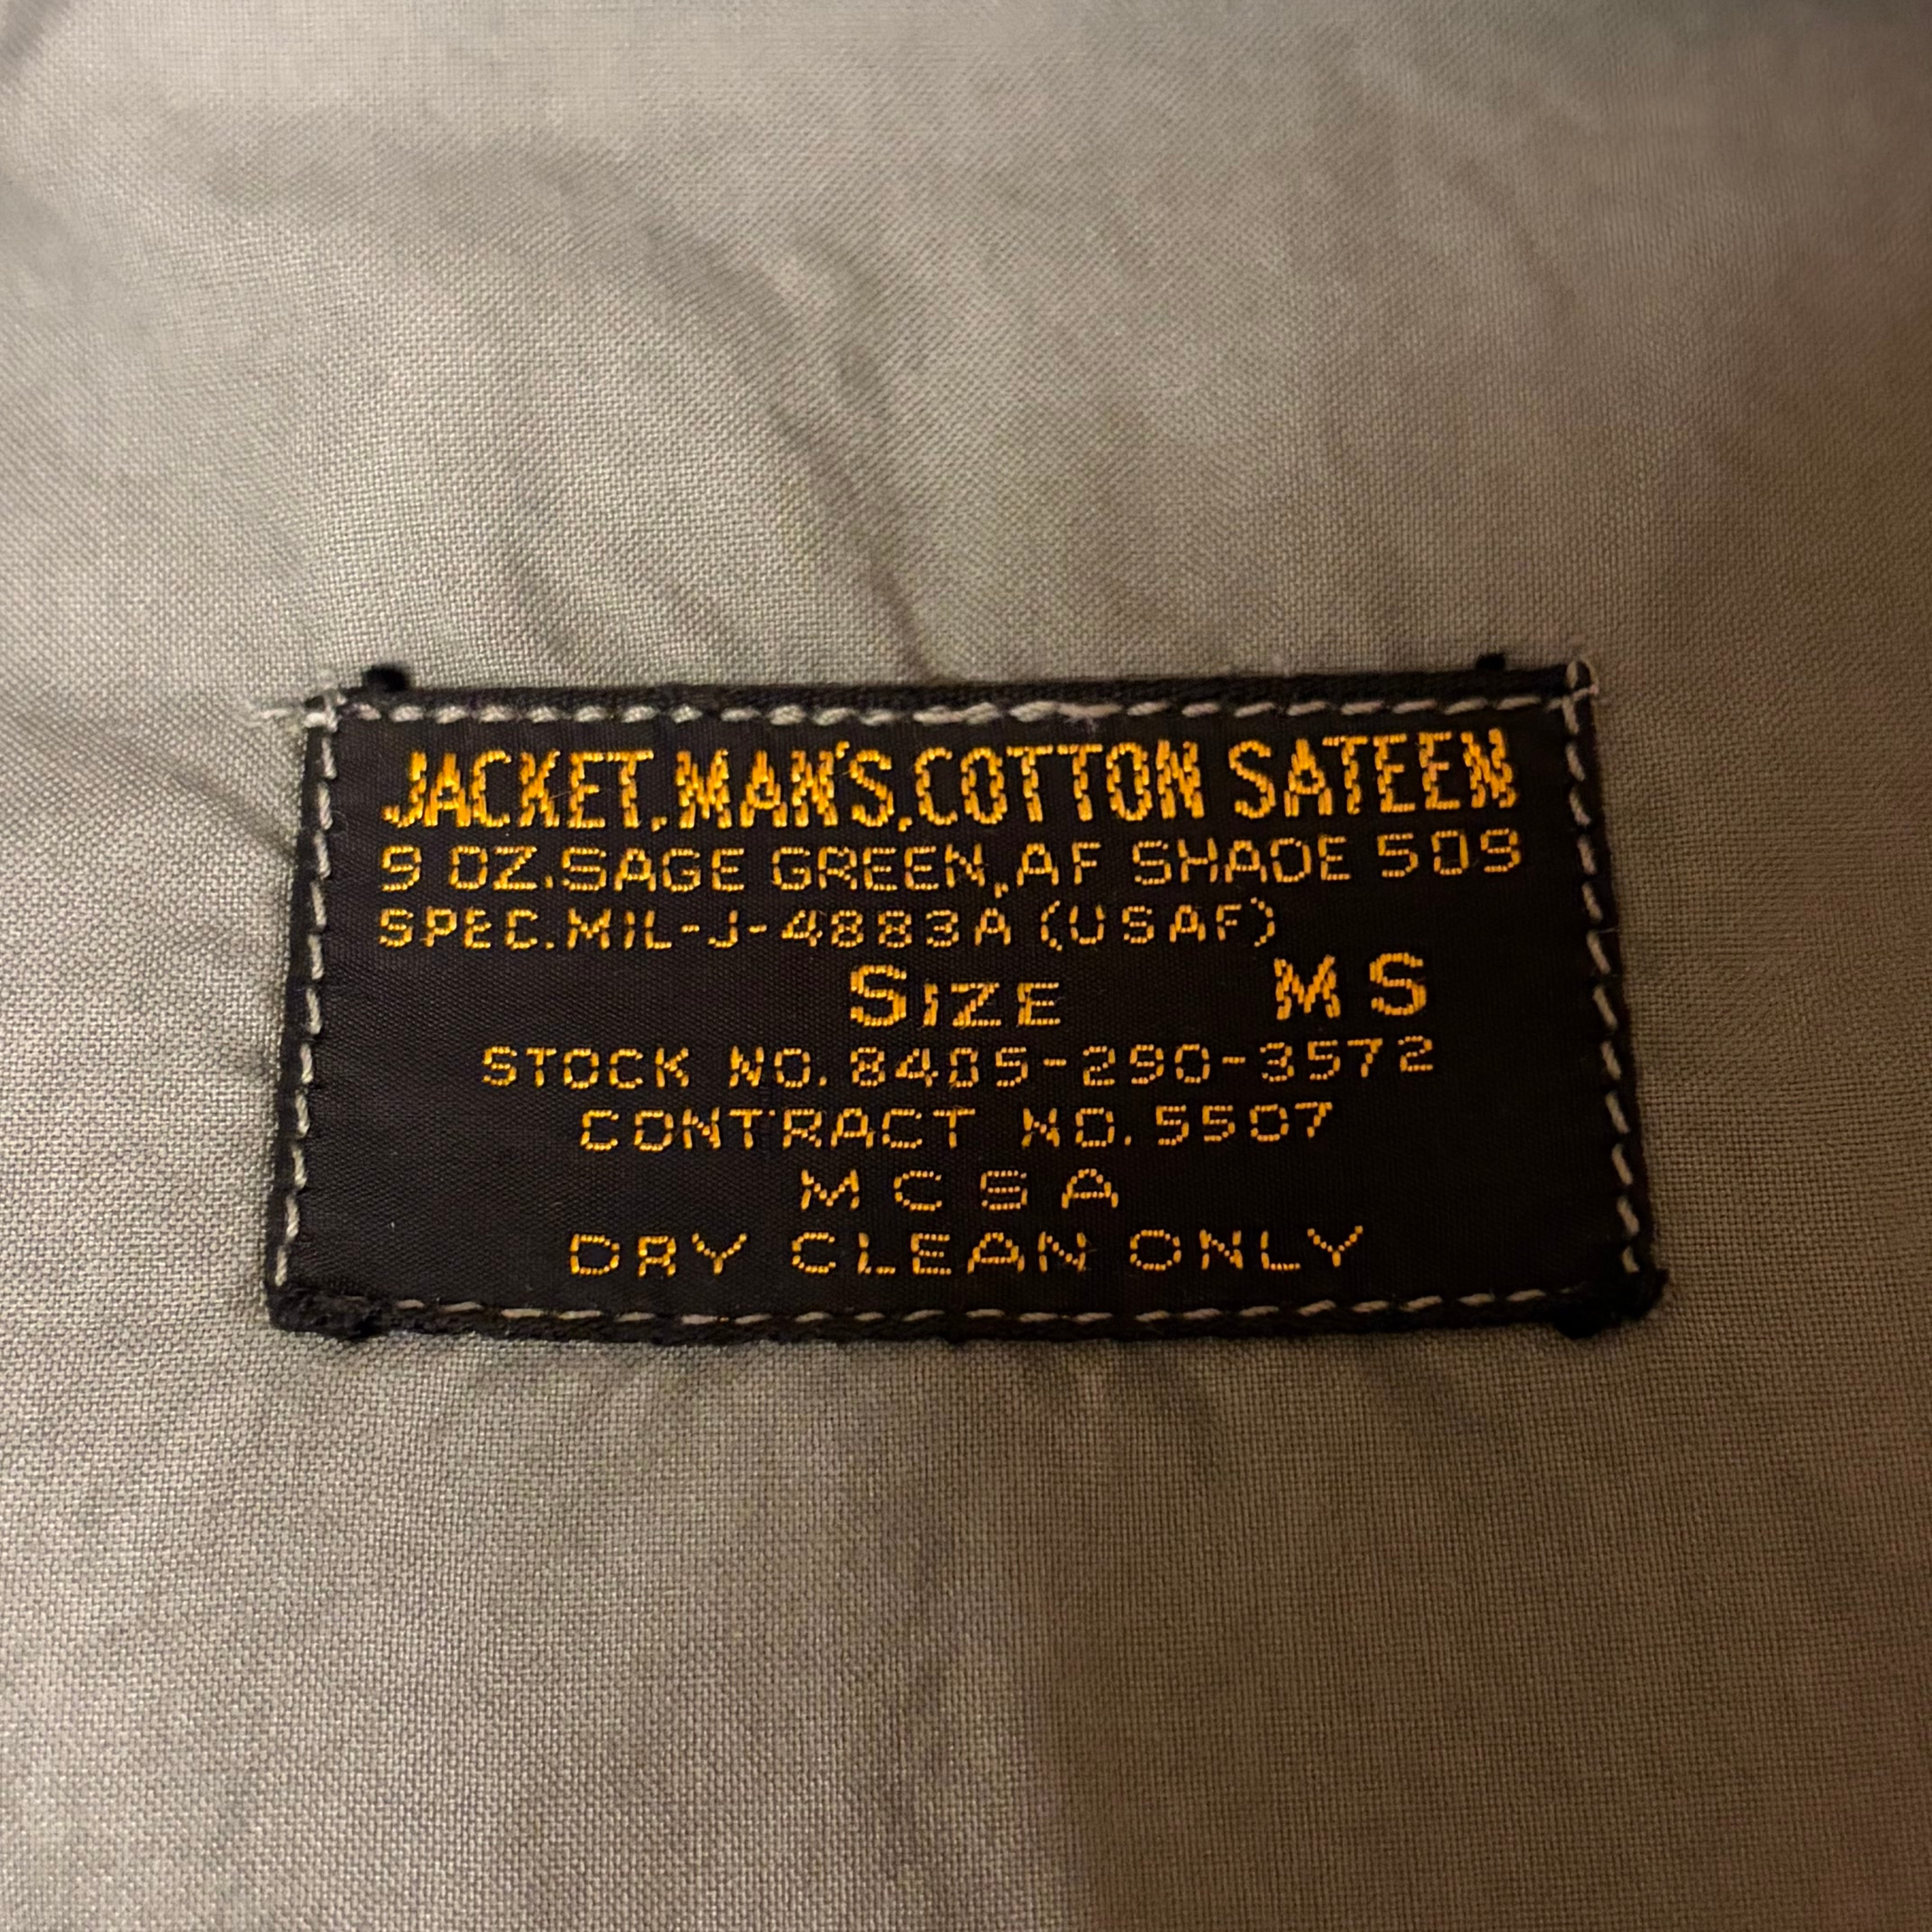 JACKET, MAN'S, COTTON SATEEN
9 OZ. SAGE GREEN, AF SHADE 509
SPEC. MIL-J-4883A (USAF)
SIZE MS
STOCK NO. 8405-290-3572
CONTRACT NO. 5507
MCSA
DRY CLEAN ONLY